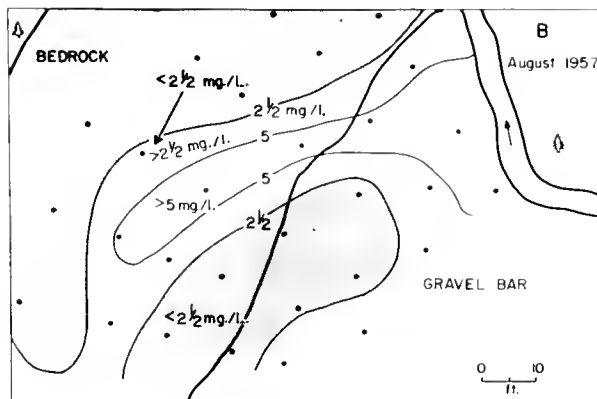 BEDROCK
B
August 1957
<2½ mg./L.
2½ mg./l.
>2½ mg./l.
5
5
>5 mg./l.
2½
GRAVEL BAR
<2½ mg./L.
0 10
ft.